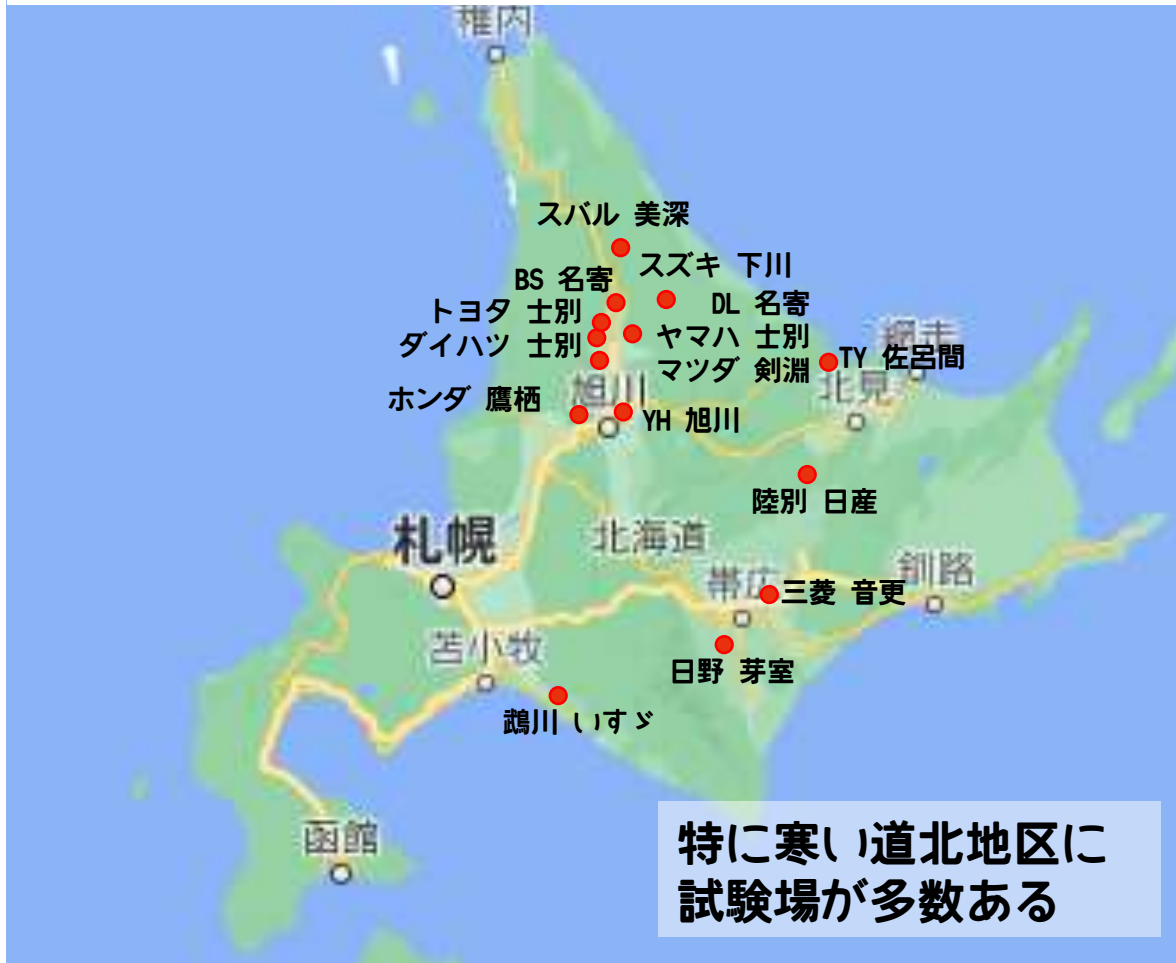 稚内
スバル 美深
スズキ 下川
BS 名寄
DL 名寄
トヨタ 士別
ヤマハ 士別
ダイハツ 士別
マツダ 剣淵
網走
TY 佐呂間
旭川
北見
ホンダ 鷹栖
YH 旭川
陸別 日産
札幌
北海道
釧路
帯広
三菱 音更
苫小牧
日野 芽室
鵡川 いすゞ
函館
特に寒い道北地区に
試験場が多数ある